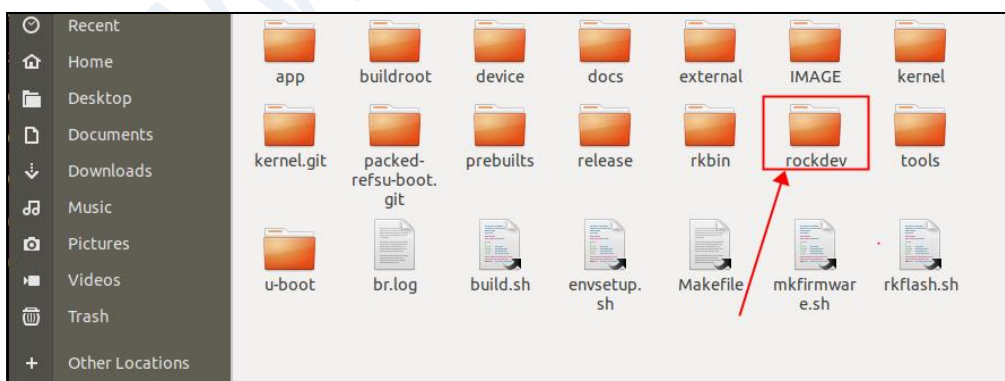 Recent
Home
Desktop
Documents
Downloads
Music
Pictures
Videos
Trash
Other Locations
app
buildroot
device
docs
external
IMAGE
kernel
kernel.git
packed-
refsu-boot.
git
prebuilts
release
rkbin
rockdev
tools
u-boot
br.log
build.sh
envsetup.
sh
Makefile
mkfirmwar
e.sh
rkflash.sh